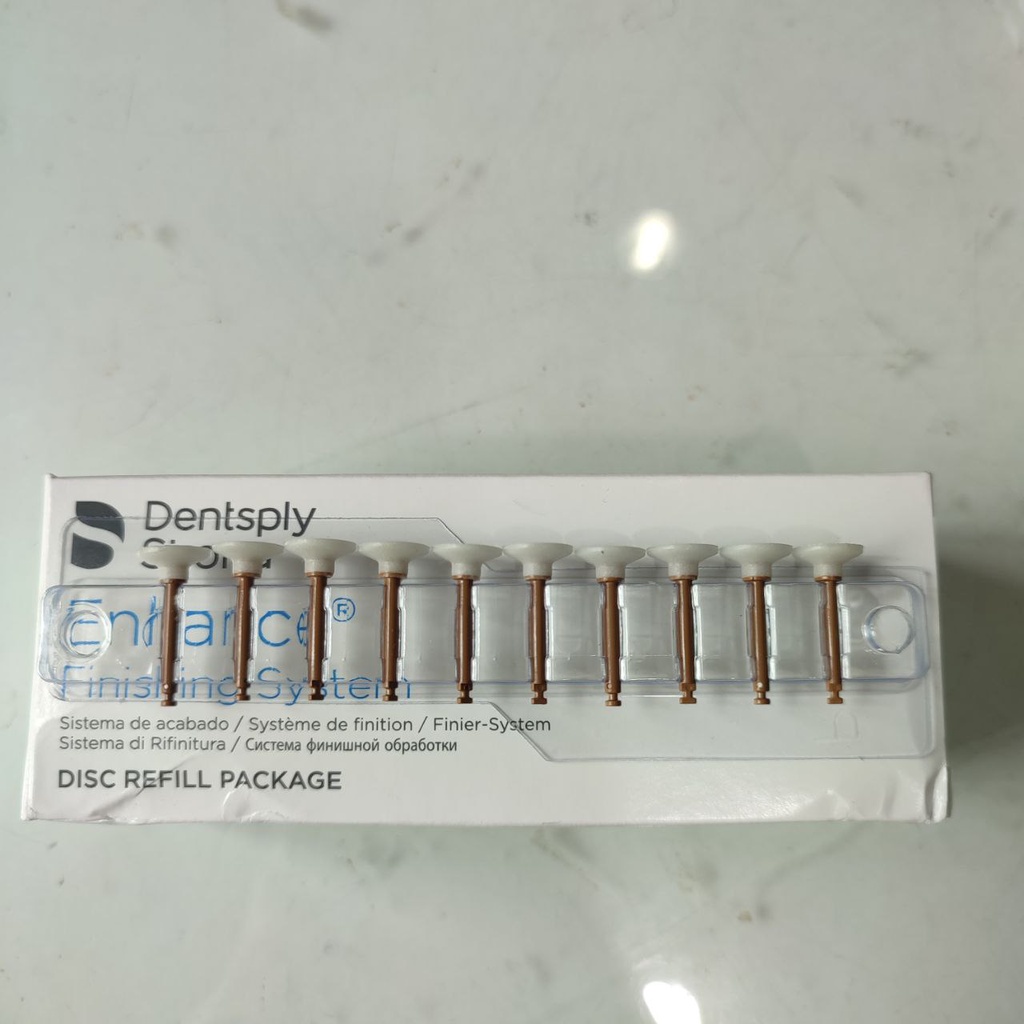 Dentsply
Sirona
Enhance®
Finishing System
Sistema de acabado / Système de finition / Finier-System
Sistema di Rifinitura / Система финишной обработки
DISC REFILL PACKAGE